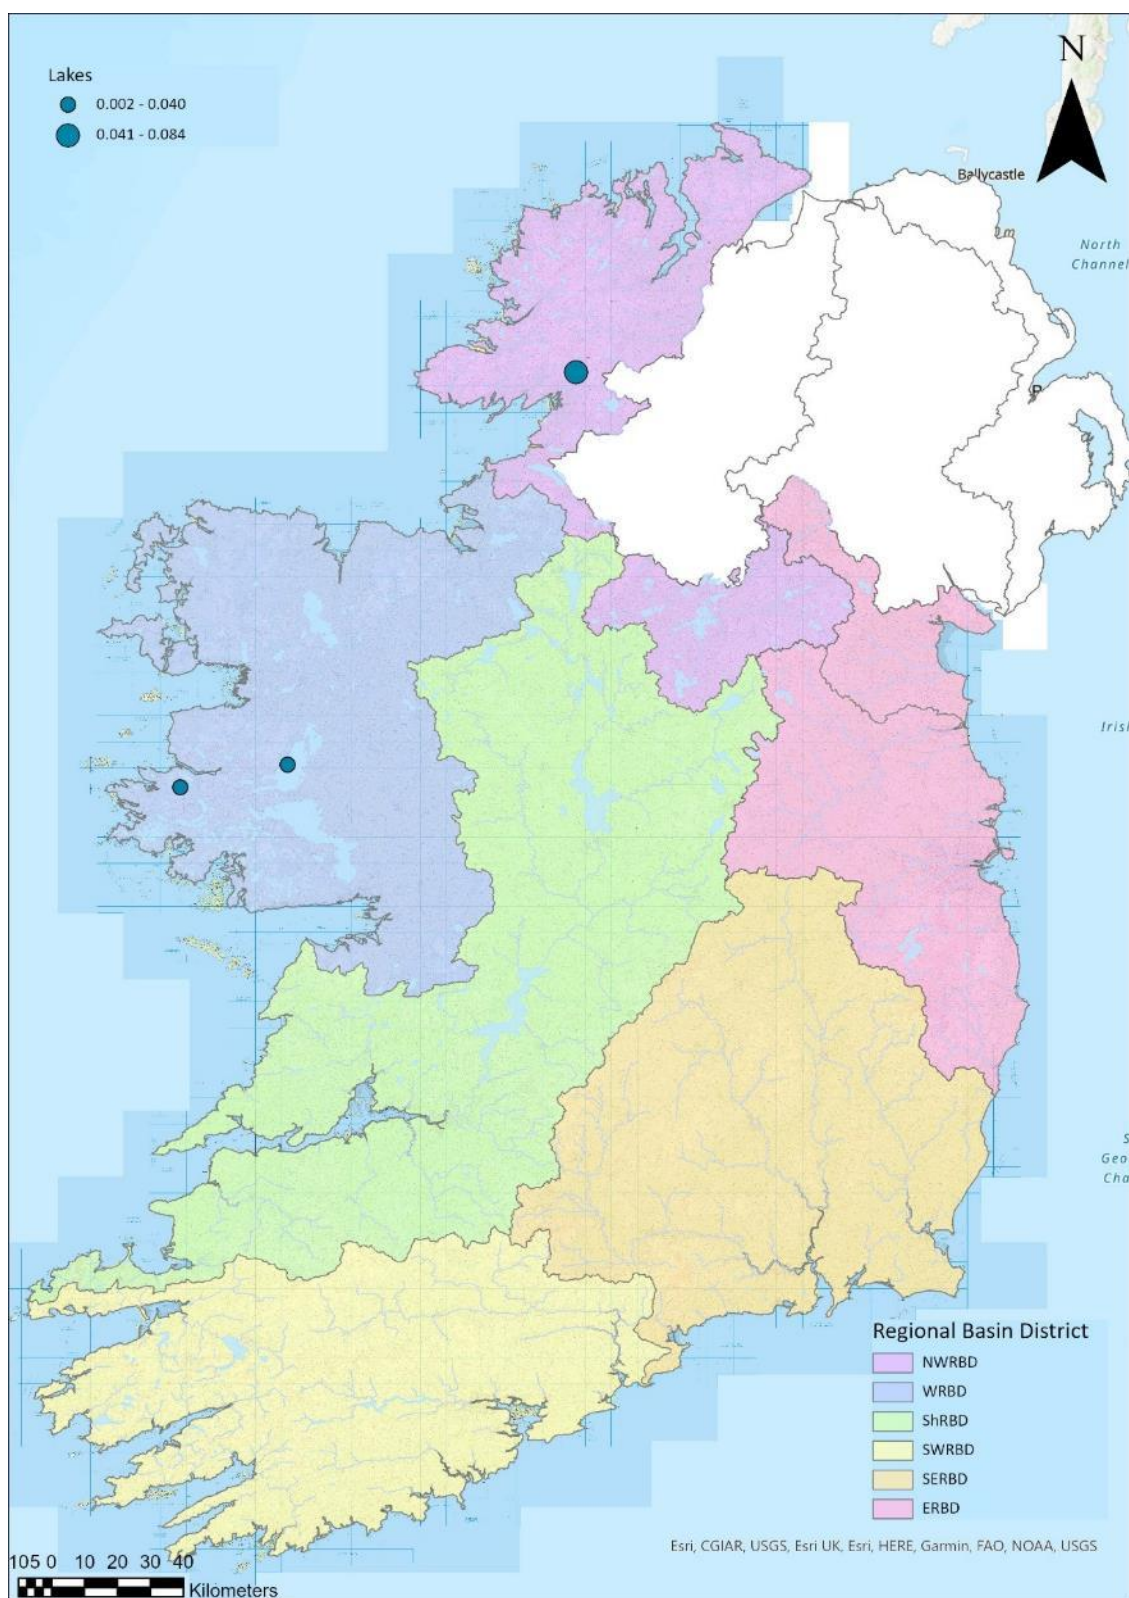 N
Lakes
0.002 - 0.040
0.041 - 0.084
Ballycastle
North
Channel
Regional Basin District
NWRBD
WRBD
ShRBD
SWRBD
SERBD
ERBD
Esri, CGIAR, USGS, Esri UK, Esri, HERE, Garmin, FAO, NOAA, USGS
105 0 10 20 30 40
Kilometers